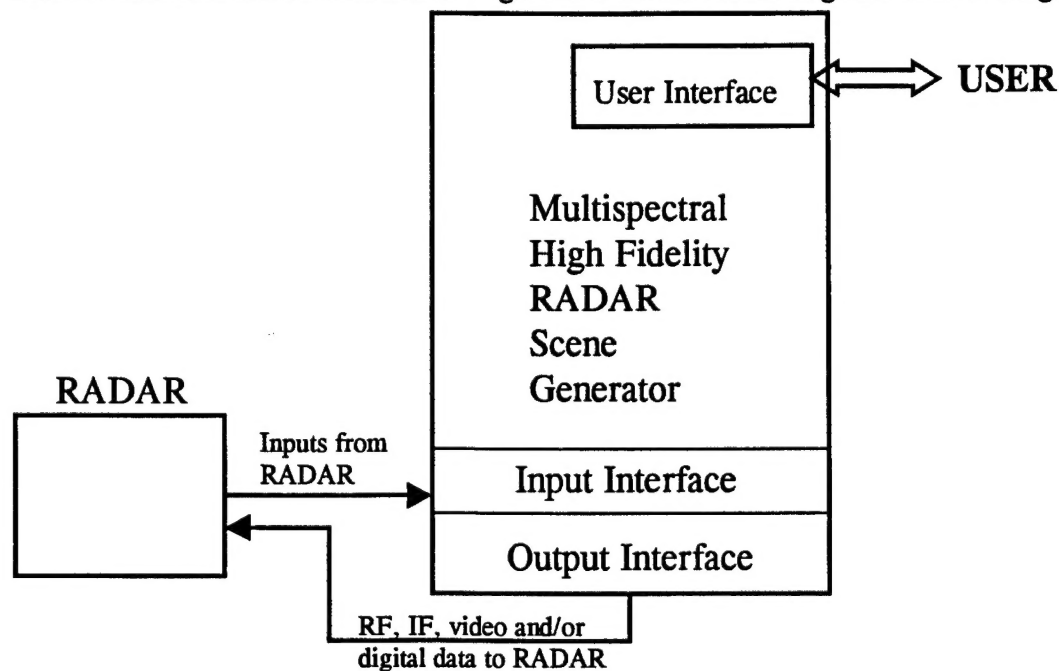 User Interface
USER
Multispectral
High Fidelity
RADAR
Scene
Generator
RADAR
Inputs from
RADAR
Input Interface
Output Interface
RF, IF, video and/or
digital data to RADAR